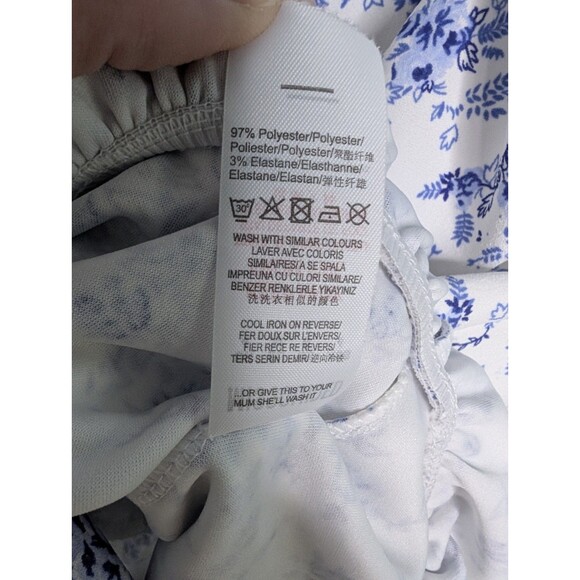 97% Polyester/Polyester/
Poliester/Polyester/聚酯纤维
3% Elastane/Elasthanne/
Elastane/Elastan/弹性纤维
30°
WASH WITH SIMILAR COLOURS
LAVER AVEC COLORIS
SIMILAIRES/A SE SPALA
IMPREUNA CU CULORI SIMILARE/
BENZER RENKLERLE YIKAYINIZ
洗洗衣相似的颜色
COOL IRON ON REVERSE/
FER DOUX SUR L'ENVERS/
FIER RECE PE REVERS/
TERS SERIN DEMIR/逆向冷铁
...OR GIVE THIS TO YOUR
MUM SHE'LL WASH IT